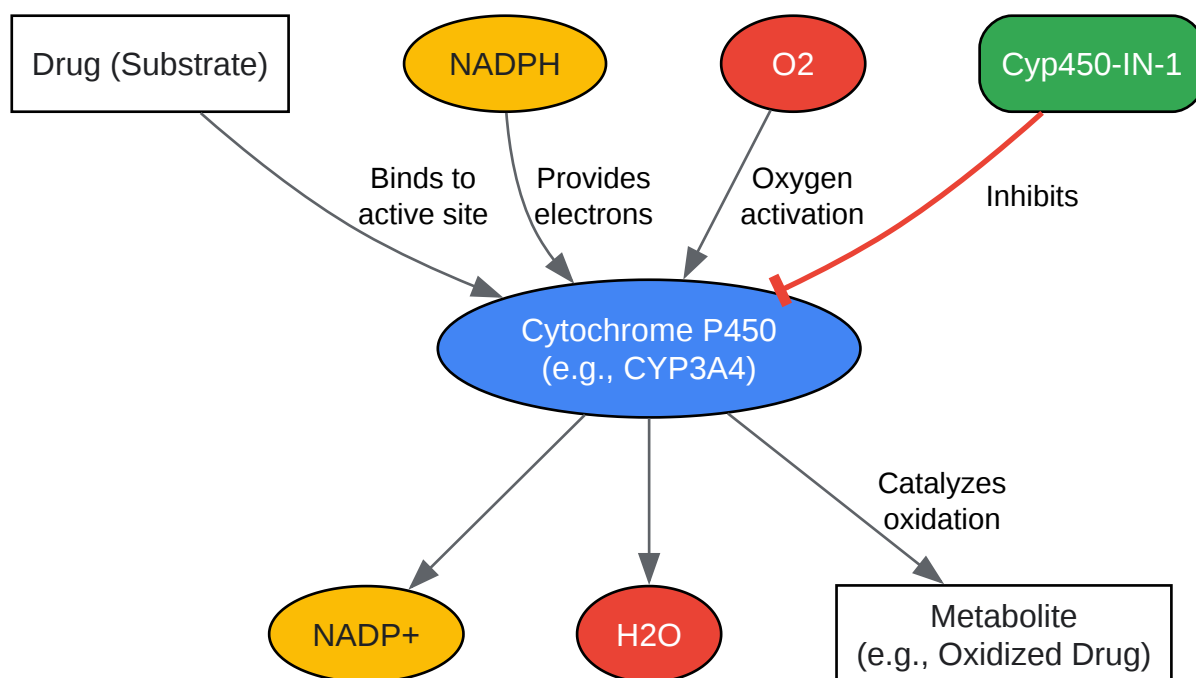 Drug (Substrate)
NADPH
O2
Cyp450-IN-1
Binds to
active site
Provides
electrons
Oxygen
activation
Inhibits
Cytochrome P450
(e.g., CYP3A4)
Catalyzes
oxidation
NADP+
H2O
Metabolite
(e.g., Oxidized Drug)